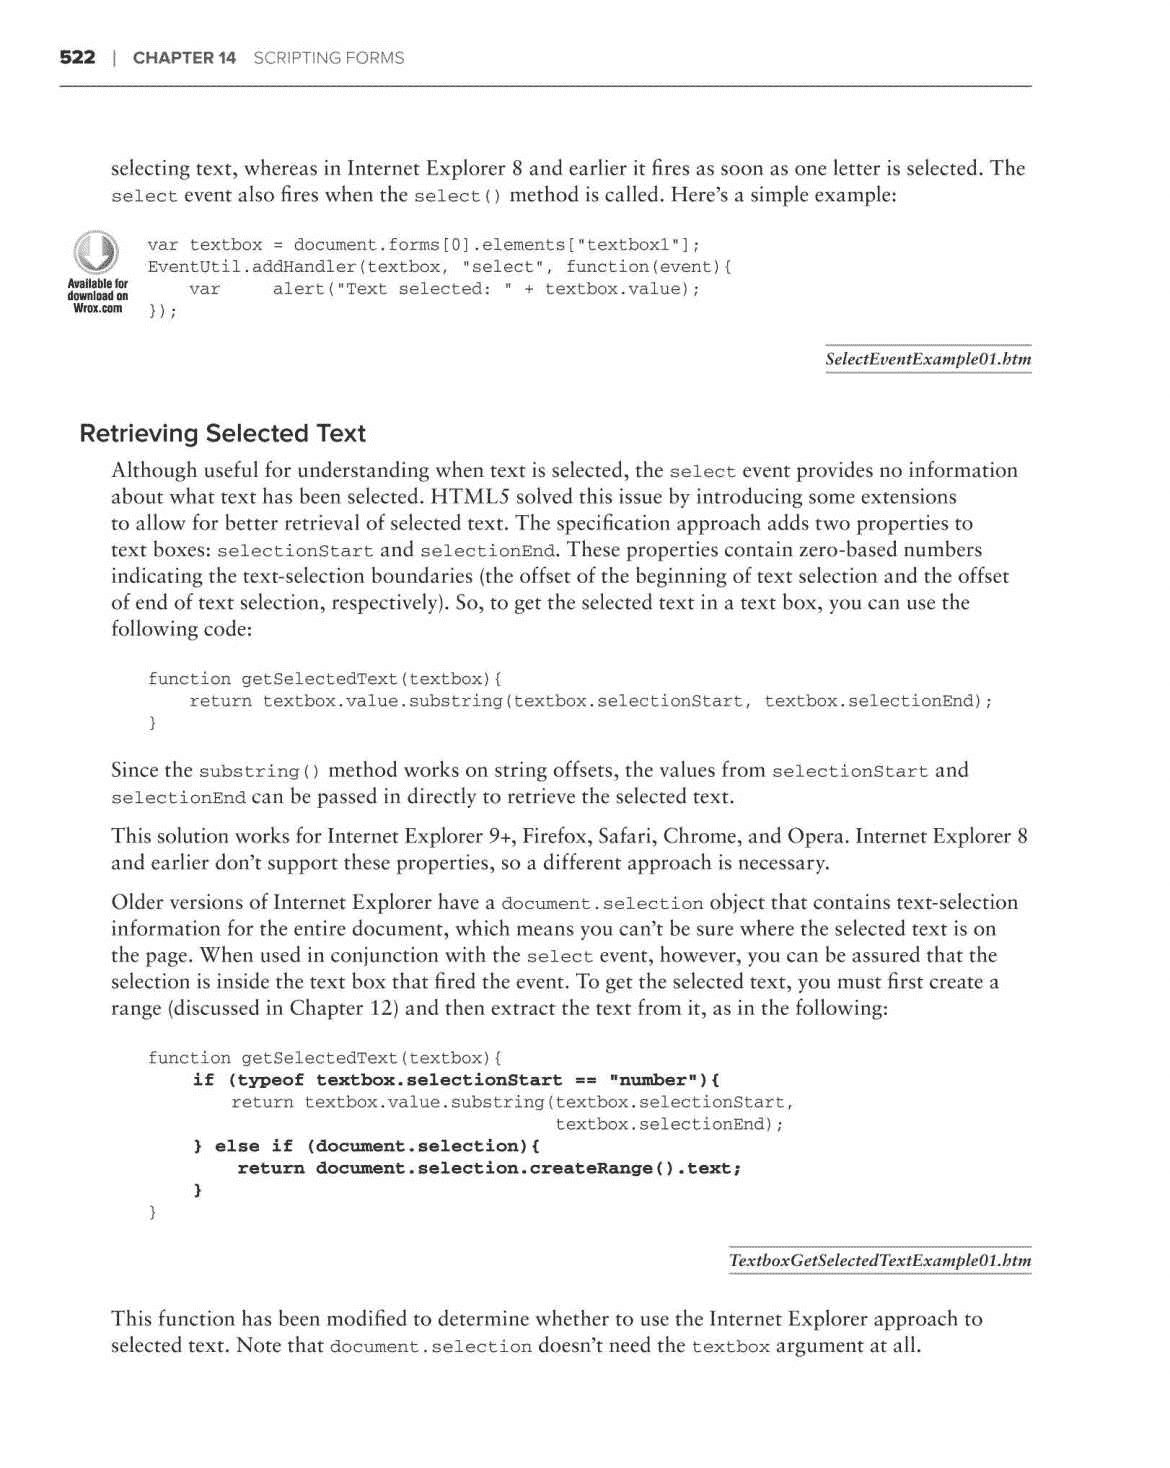 522 | CHAPTER 14 SCRIPTING FORMS
selecting text, whereas in Internet Explorer 8 and earlier it fires as soon as one letter is selected. The
select event also fires when the select() method is called. Here's a simple example:
Available for
download on
Wrox.com
var textbox = document.forms[0].elements["textbox1"];
EventUtil.addHandler(textbox, "select", function(event){
    var     alert("Text selected: " + textbox.value);
});
SelectEventExample01.htm
Retrieving Selected Text
Although useful for understanding when text is selected, the select event provides no information
about what text has been selected. HTML5 solved this issue by introducing some extensions
to allow for better retrieval of selected text. The specification approach adds two properties to
text boxes: selectionStart and selectionEnd. These properties contain zero-based numbers
indicating the text-selection boundaries (the offset of the beginning of text selection and the offset
of end of text selection, respectively). So, to get the selected text in a text box, you can use the
following code:
function getSelectedText(textbox){
    return textbox.value.substring(textbox.selectionStart, textbox.selectionEnd);
}
Since the substring() method works on string offsets, the values from selectionStart and
selectionEnd can be passed in directly to retrieve the selected text.
This solution works for Internet Explorer 9+, Firefox, Safari, Chrome, and Opera. Internet Explorer 8
and earlier don't support these properties, so a different approach is necessary.
Older versions of Internet Explorer have a document.selection object that contains text-selection
information for the entire document, which means you can't be sure where the selected text is on
the page. When used in conjunction with the select event, however, you can be assured that the
selection is inside the text box that fired the event. To get the selected text, you must first create a
range (discussed in Chapter 12) and then extract the text from it, as in the following:
function getSelectedText(textbox){
    if (typeof textbox.selectionStart == "number"){
        return textbox.value.substring(textbox.selectionStart,
                                       textbox.selectionEnd);
    } else if (document.selection){
        return document.selection.createRange().text;
    }
}
TextboxGetSelectedTextExample01.htm
This function has been modified to determine whether to use the Internet Explorer approach to
selected text. Note that document.selection doesn't need the textbox argument at all.